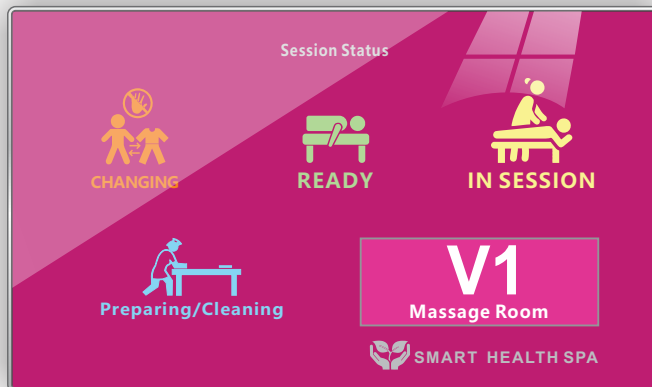 Session Status
CHANGING
READY
IN SESSION
Preparing/Cleaning
V1
Massage Room
SMART HEALTH SPA